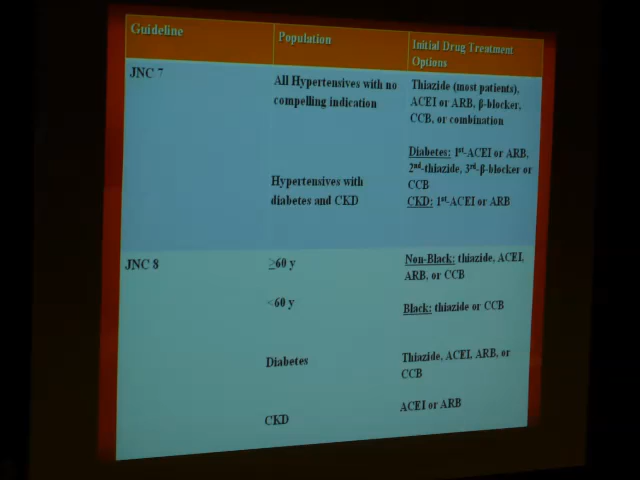 Guideline
Population
Initial Drug Treatment
Options
JNC 7
All Hypertensives with no
compelling indication
Thiazide (most patients),
ACEI or ARB, β-blocker,
CCB, or combination
Hypertensives with
diabetes and CKD
Diabetes: 1st-ACEI or ARB,
2nd-thiazide, 3rd-β-blocker or
CCB
CKD: 1st-ACEI or ARB
JNC 8
≥60 y
Non-Black: thiazide, ACEI,
ARB, or CCB
<60 y
Black: thiazide or CCB
Diabetes
Thiazide, ACEI, ARB, or
CCB
CKD
ACEI or ARB